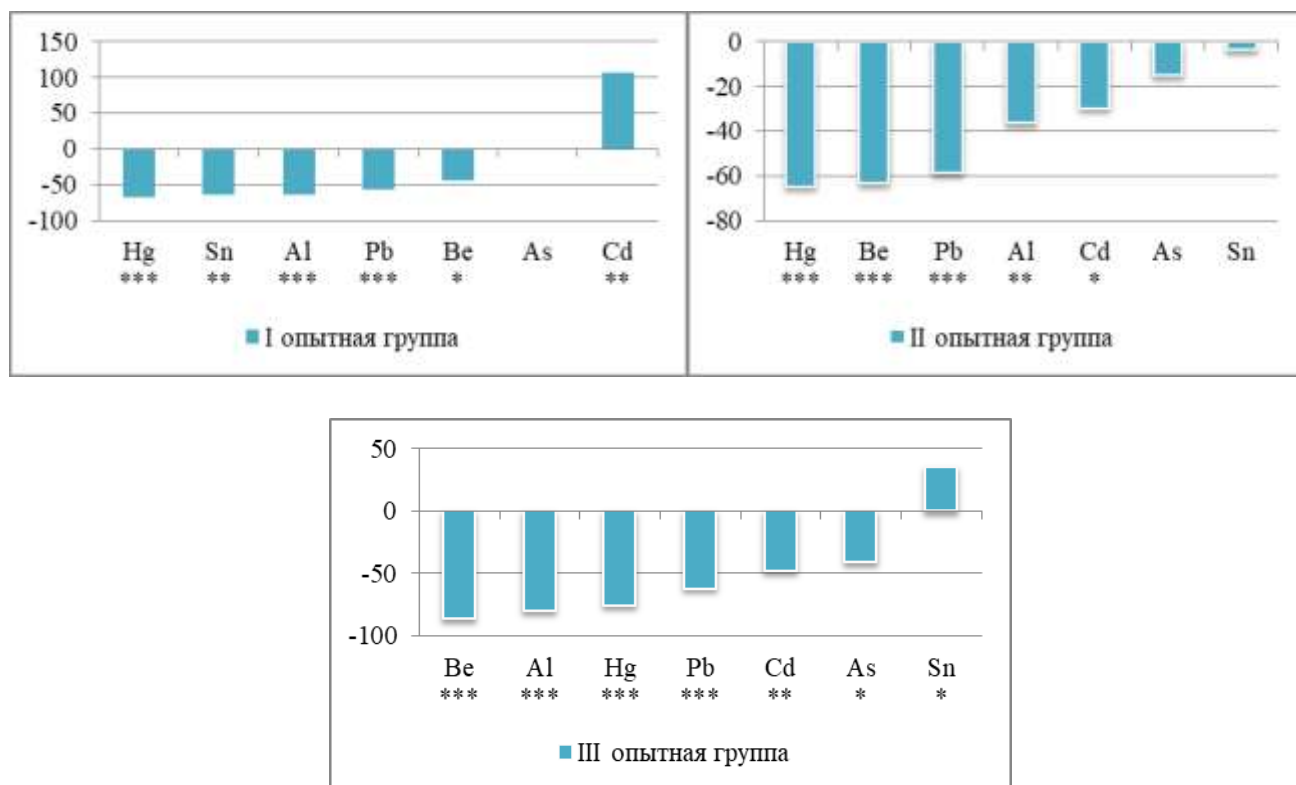 150
100
50
0
-50
-100
Hg Sn Al Pb Be As Cd
*** ** *** *** * **
I опытная группа
0
-20
-40
-60
-80
Hg Be Pb Al Cd As Sn
*** *** *** ** *
II опытная группа
50
0
-50
-100
Be Al Hg Pb Cd As Sn
*** *** *** *** ** * *
III опытная группа